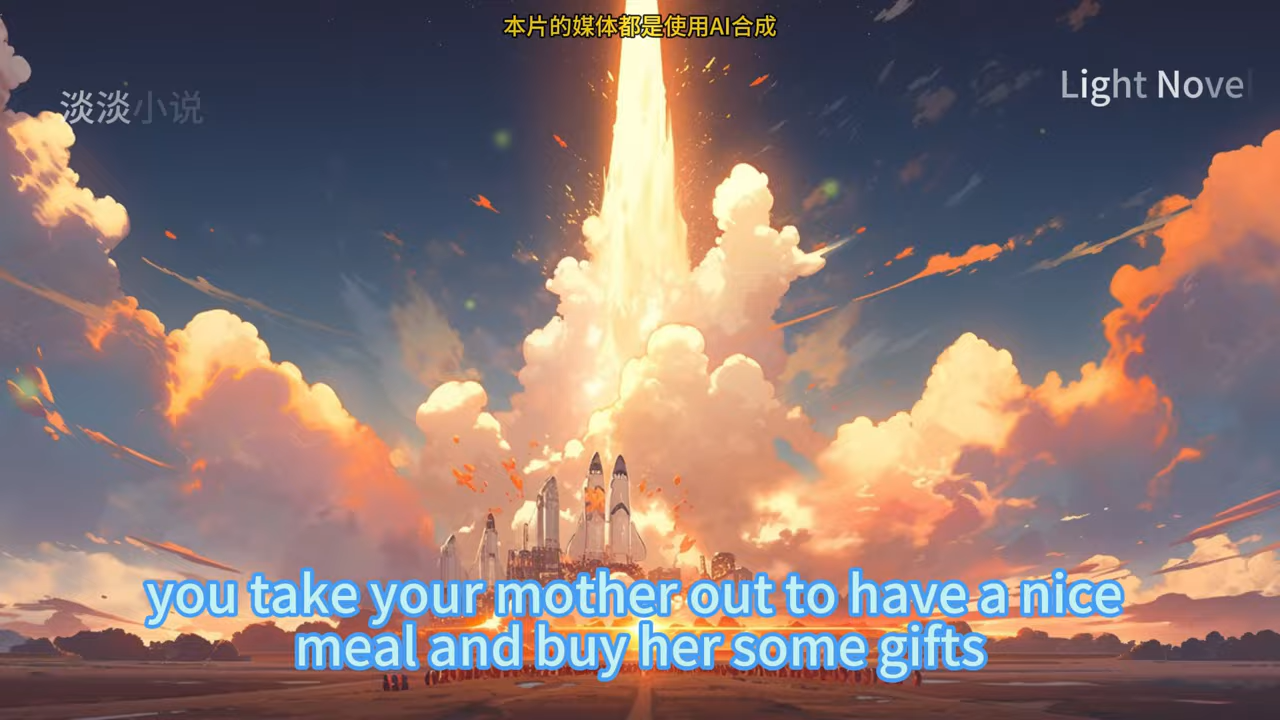 本片的媒体都是使用AI合成
淡淡小说
Light Novel
you take your mother out to have a nice
meal and buy her some gifts